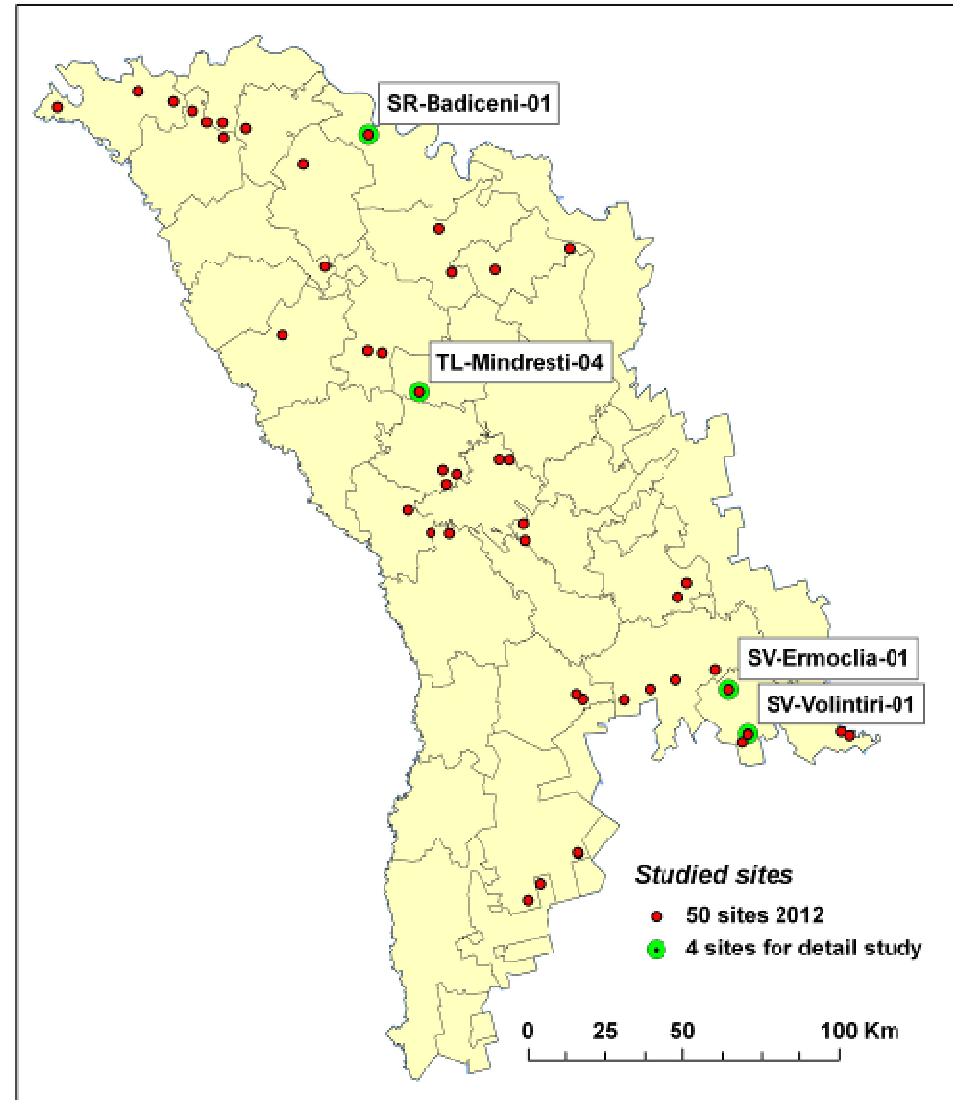 SR-Badiceni-01
TL-Mindresti-04
SV-Ermoclia-01
SV-Volintiri-01
Studied sites
50 sites 2012
4 sites for detail study
0 25 50 100 Km